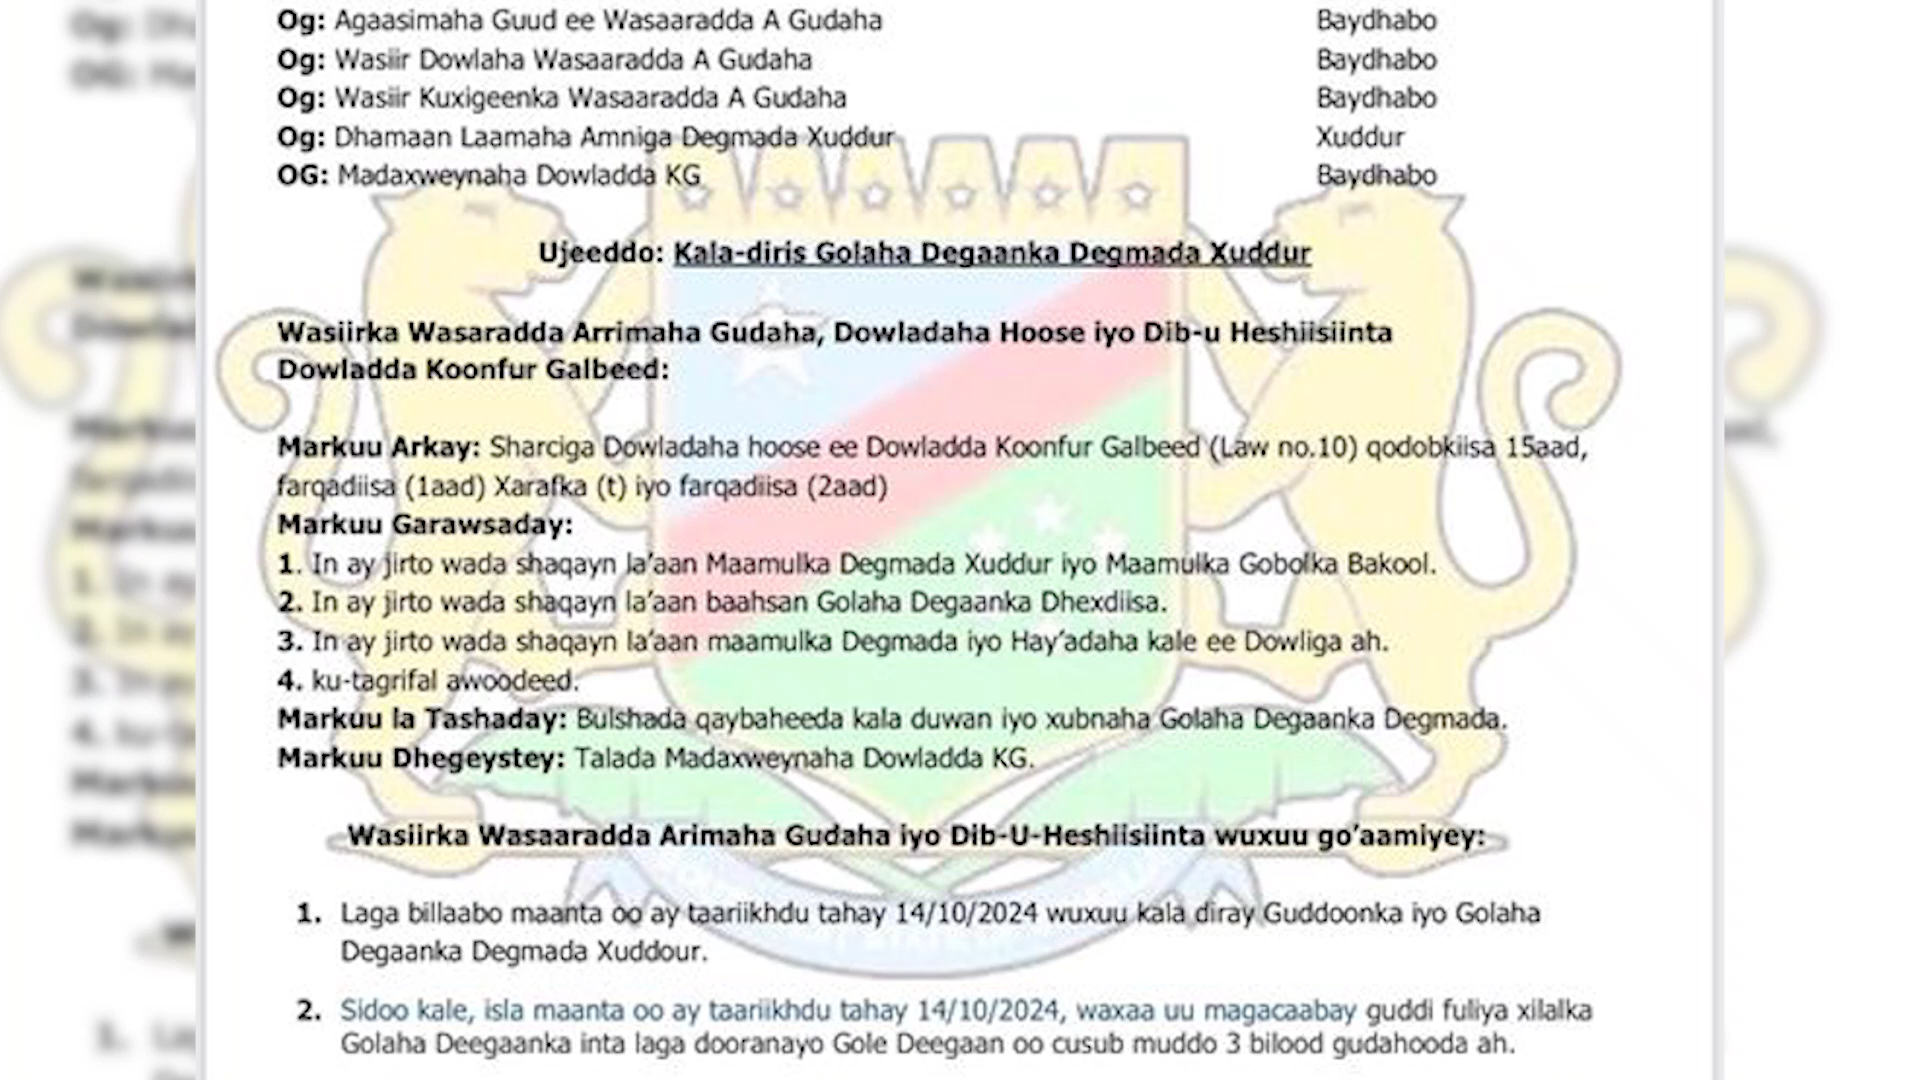 Og: Agaasimaha Guud ee Wasaaradda A Gudaha Baydhabo
Og: Wasiir Dowlaha Wasaaradda A Gudaha Baydhabo
Og: Wasiir Kuxigeenka Wasaaradda A Gudaha Baydhabo
Og: Dhamaan Laamaha Amniga Degmada Xuddur Xuddur
OG: Madaxweynaha Dowladda KG Baydhabo
Ujeeddo: Kala-diris Golaha Degaanka Degmada Xuddur
Wasiirka Wasaradda Arrimaha Gudaha, Dowladaha Hoose iyo Dib-u Heshiisiinta
Dowladda Koonfur Galbeed:
Markuu Arkay: Sharciga Dowladaha hoose ee Dowladda Koonfur Galbeed (Law no.10) qodobkiisa 15aad,
farqadiisa (1aad) Xarafka (t) iyo farqadiisa (2aad)
Markuu Garawsaday:
1. In ay jirto wada shaqayn la’aan Maamulka Degmada Xuddur iyo Maamulka Gobolka Bakool.
2. In ay jirto wada shaqayn la’aan baahsan Golaha Degaanka Dhexdiisa.
3. In ay jirto wada shaqayn la’aan maamulka Degmada iyo Hay’adaha kale ee Dowliga ah.
4. ku-tagrifal awoodeed.
Markuu la Tashaday: Bulshada qaybaheeda kala duwan iyo xubnaha Golaha Degaanka Degmada.
Markuu Dhegeystey: Talada Madaxweynaha Dowladda KG.
Wasiirka Wasaaradda Arimaha Gudaha iyo Dib-U-Heshiisiinta wuxuu go’aamiyey:
1. Laga billaabo maanta oo ay taariikhdu tahay 14/10/2024 wuxuu kala diray Guddoonka iyo Golaha
Degaanka Degmada Xuddour.
2. Sidoo kale, isla maanta oo ay taariikhdu tahay 14/10/2024, waxaa uu magacaabay guddi fuliya xilalka
Golaha Deegaanka inta laga dooranayo Gole Deegaan oo cusub muddo 3 bilood gudahooda ah.